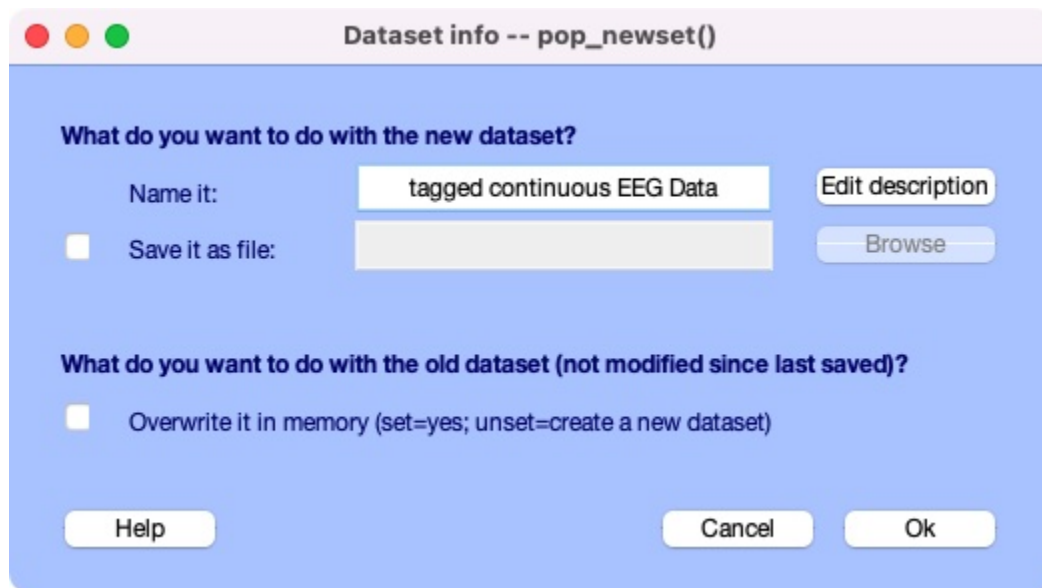 Dataset info -- pop_newset()
What do you want to do with the new dataset?
Name it: tagged continuous EEG Data Edit description
Save it as file: Browse
What do you want to do with the old dataset (not modified since last saved)?
Overwrite it in memory (set=yes; unset=create a new dataset)
Help Cancel Ok